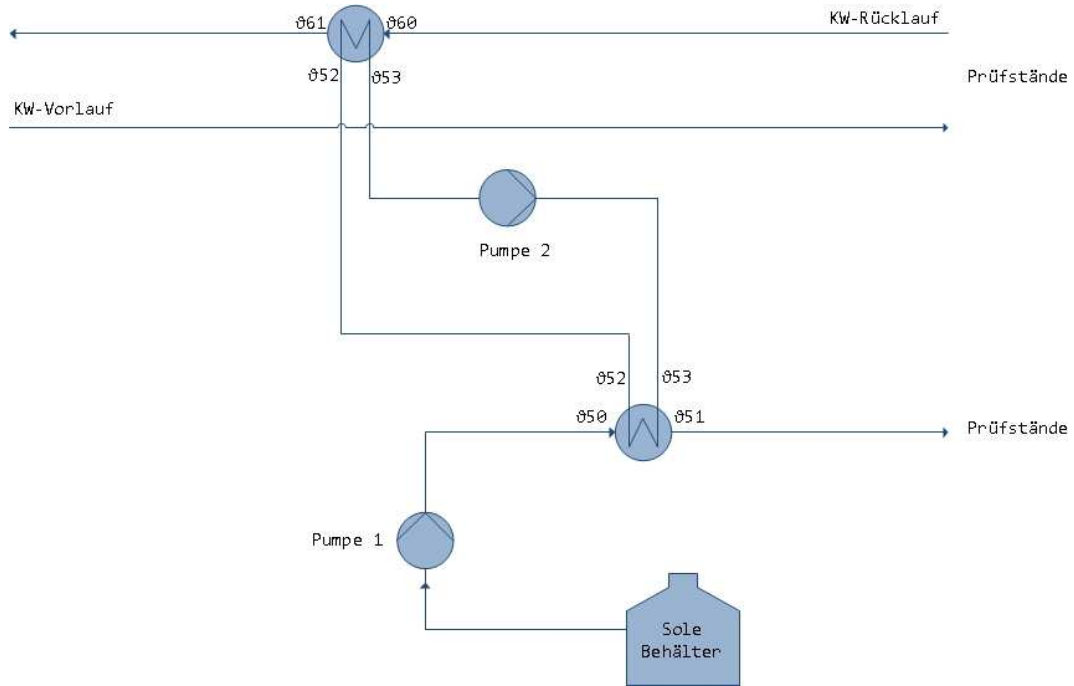 ϑ61
ϑ60
KW-Rücklauf
ϑ52
ϑ53
Prüfstände
KW-Vorlauf
Pumpe 2
ϑ52
ϑ53
ϑ50
ϑ51
Prüfstände
Pumpe 1
Sole
Behälter